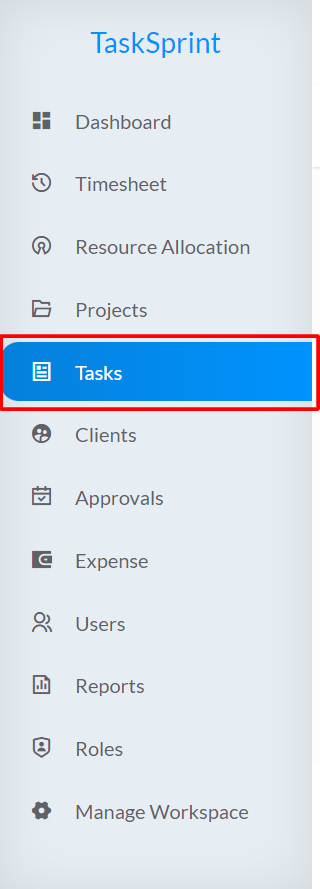 TaskSprint
Dashboard
Timesheet
Resource Allocation
Projects
Tasks
Clients
Approvals
Expense
Users
Reports
Roles
Manage Workspace